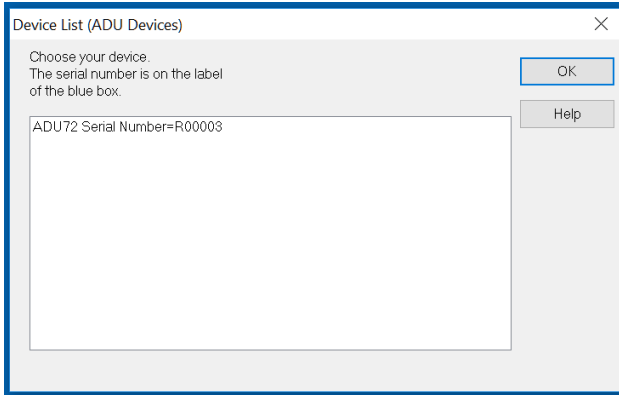 Device List (ADU Devices)
Choose your device.
The serial number is on the label
of the blue box.
OK
Help
ADU72 Serial Number=R00003